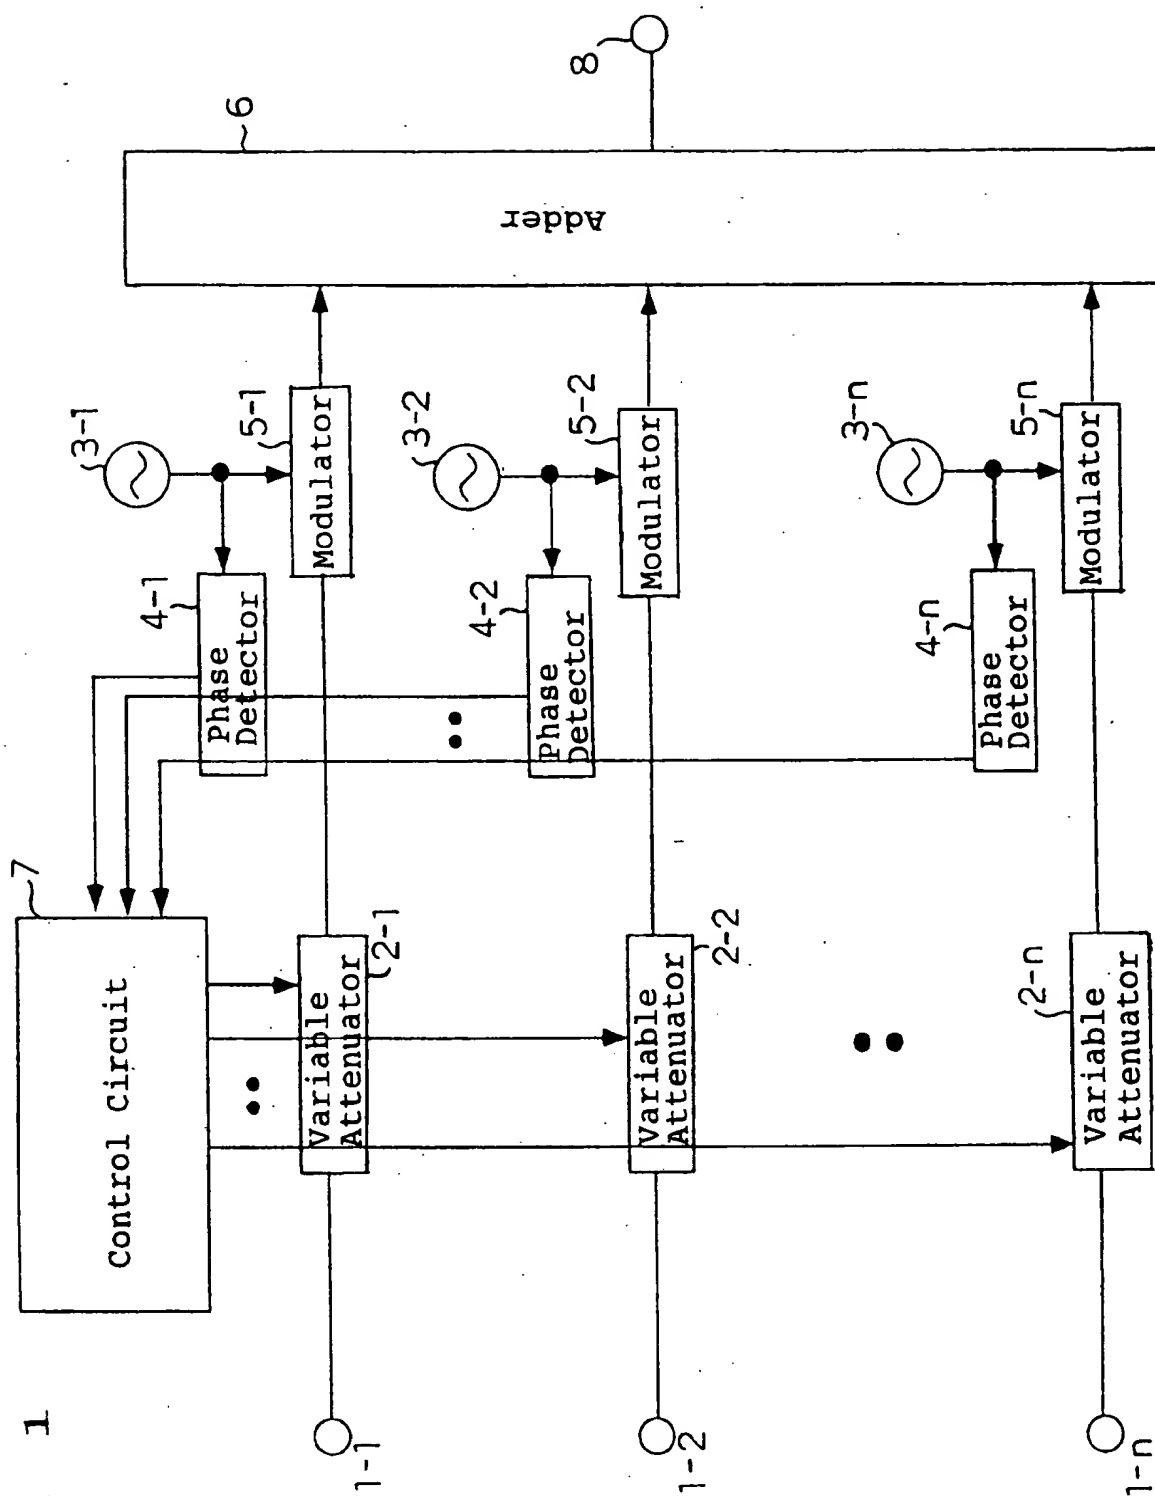 1
7
Control Circuit
1-1
Variable
Attenuator
2-1
4-1
Phase
Detector
3-1
5-1
Modulator
1-2
Variable
Attenuator
2-2
4-2
Phase
Detector
3-2
5-2
Modulator
1-n
2-n
Variable
Attenuator
4-n
Phase
Detector
3-n
5-n
Modulator
6
Adder
8